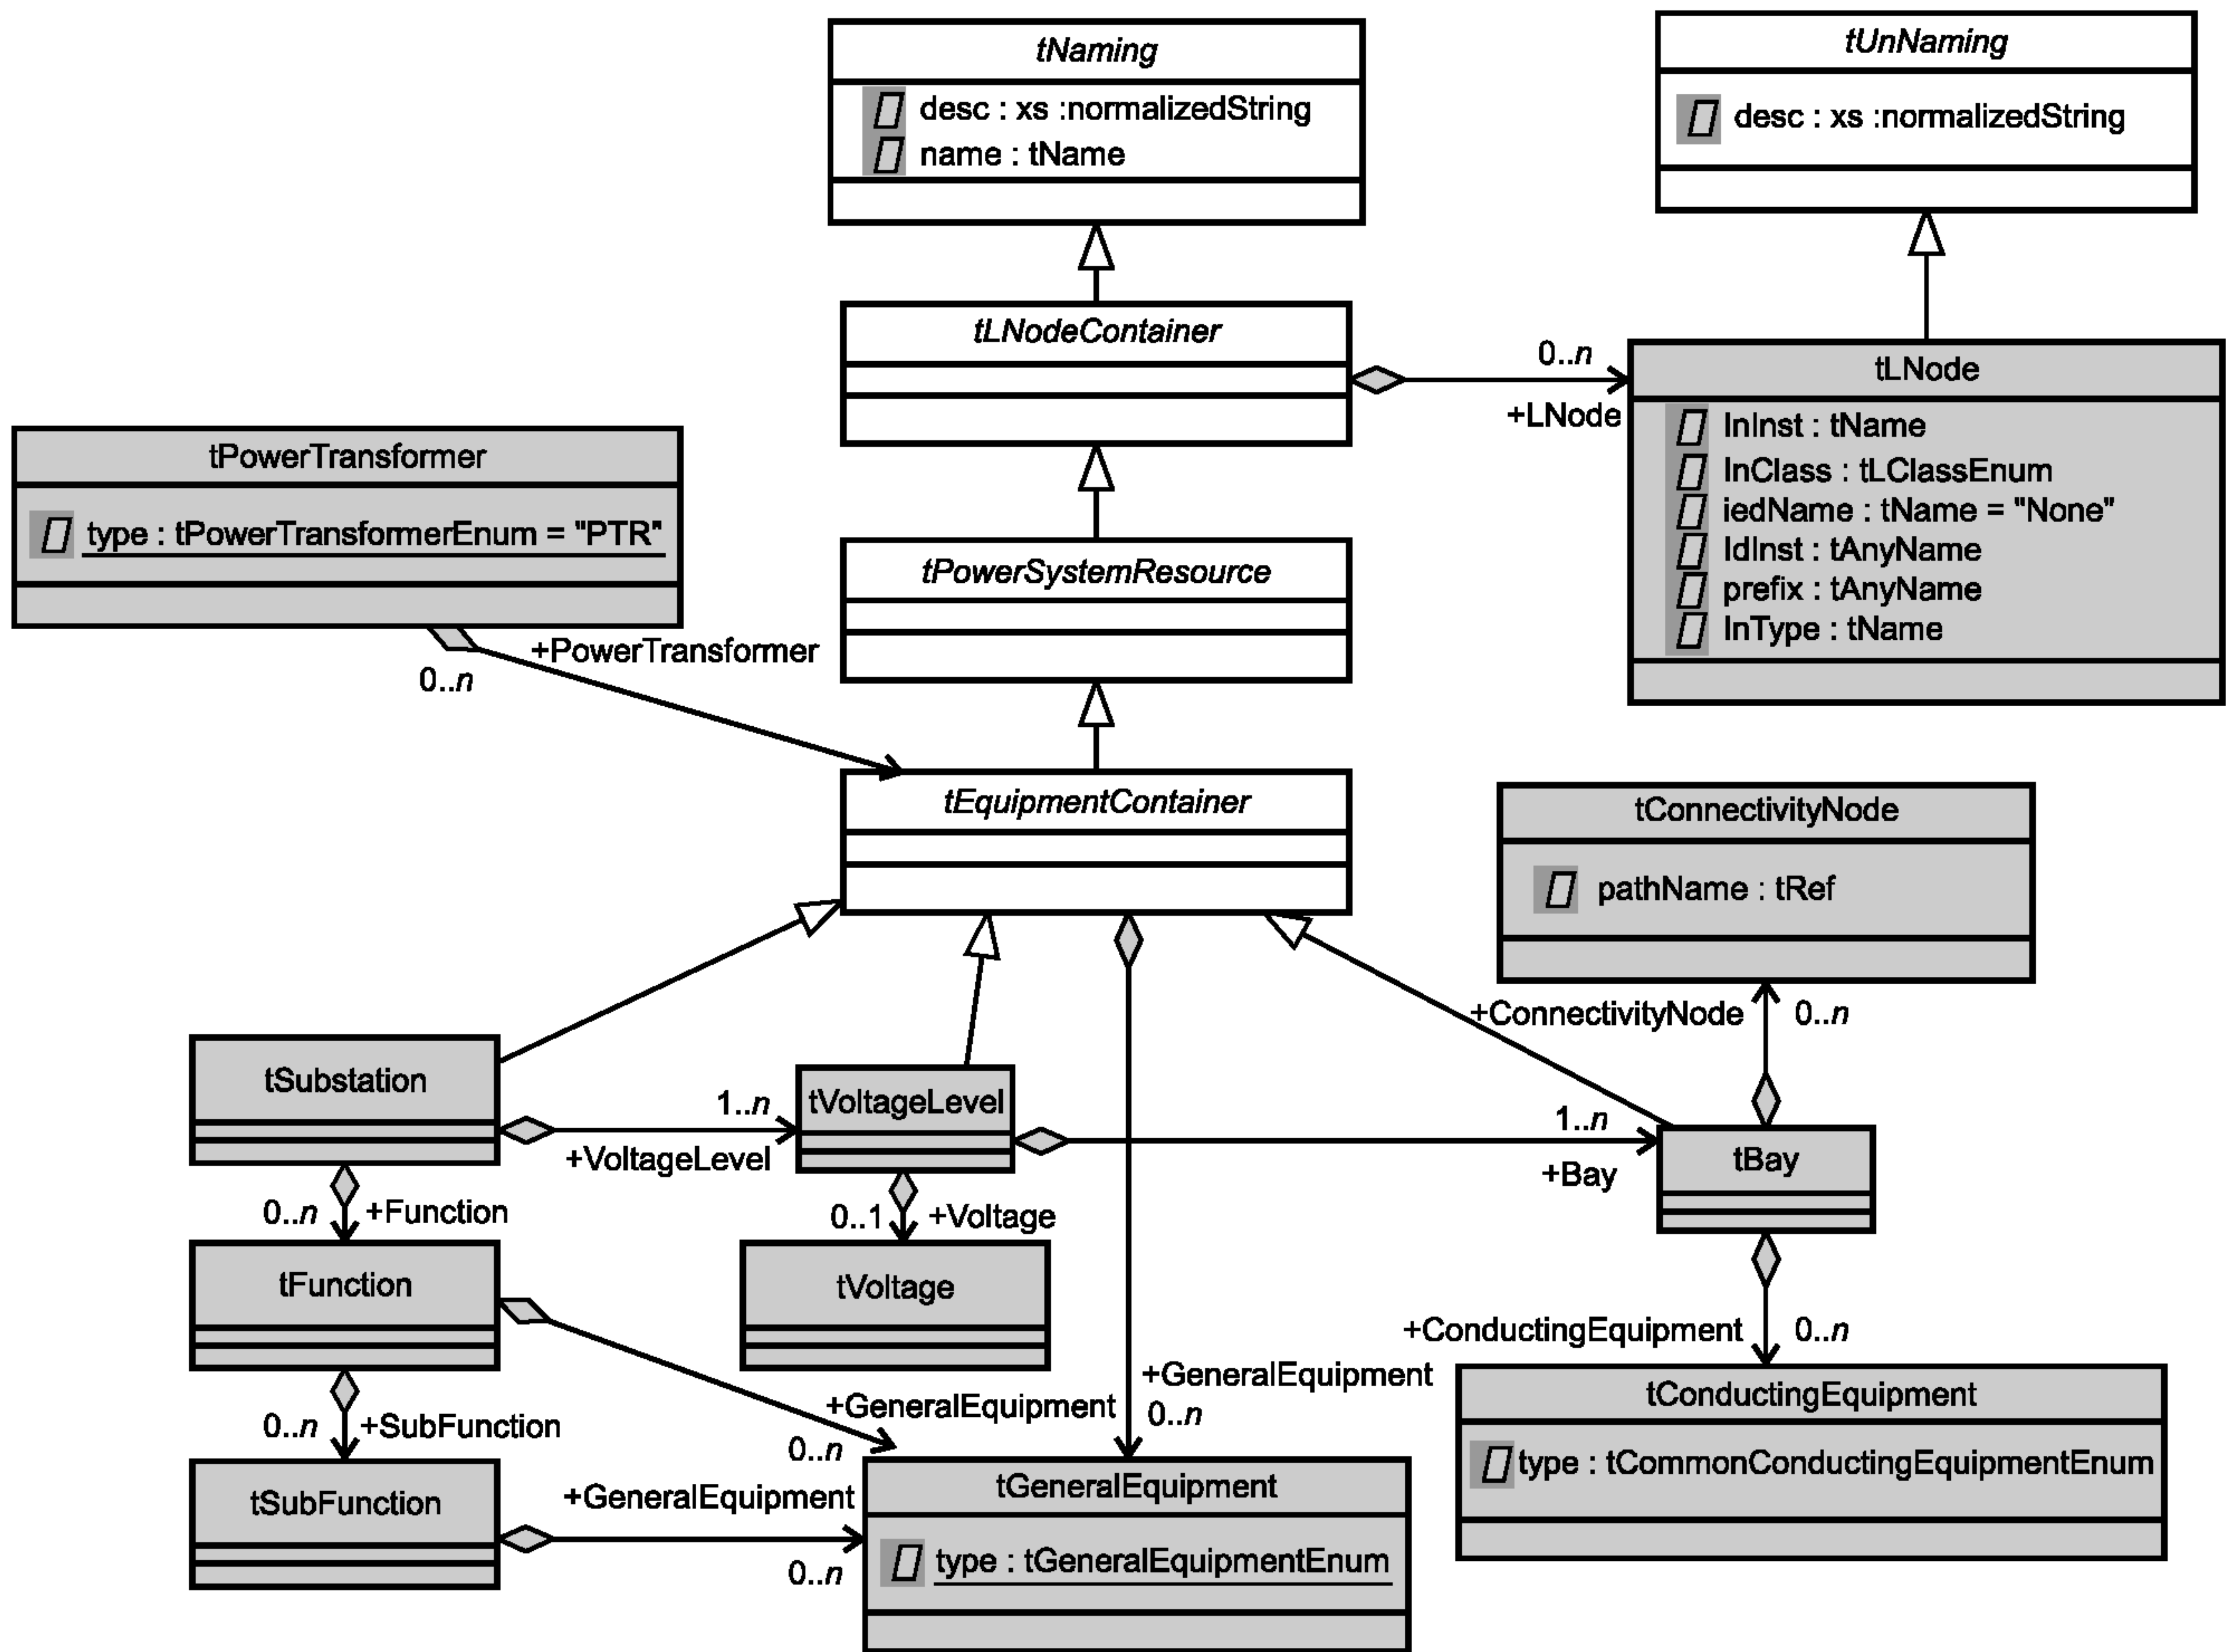 tNaming
desc : xs :normalizedString
name : tName
tUnNaming
desc : xs :normalizedString
tLNodeContainer
0..n
+LNode
tLNode
lnInst : tName
lnClass : tLClassEnum
iedName : tName = "None"
ldInst : tAnyName
prefix : tAnyName
lnType : tName
tPowerTransformer
type : tPowerTransformerEnum = "PTR"
+PowerTransformer
0..n
tPowerSystemResource
tEquipmentContainer
tConnectivityNode
pathName : tRef
+ConnectivityNode
0..n
tSubstation
1..n
+VoltageLevel
tVoltageLevel
1..n
+Bay
tBay
0..n
+Function
0..1
+Voltage
tFunction
tVoltage
+ConductingEquipment
0..n
+GeneralEquipment
0..n
+GeneralEquipment
0..n
tConductingEquipment
type : tCommonConductingEquipmentEnum
0..n
+SubFunction
tSubFunction
+GeneralEquipment
0..n
tGeneralEquipment
type : tGeneralEquipmentEnum